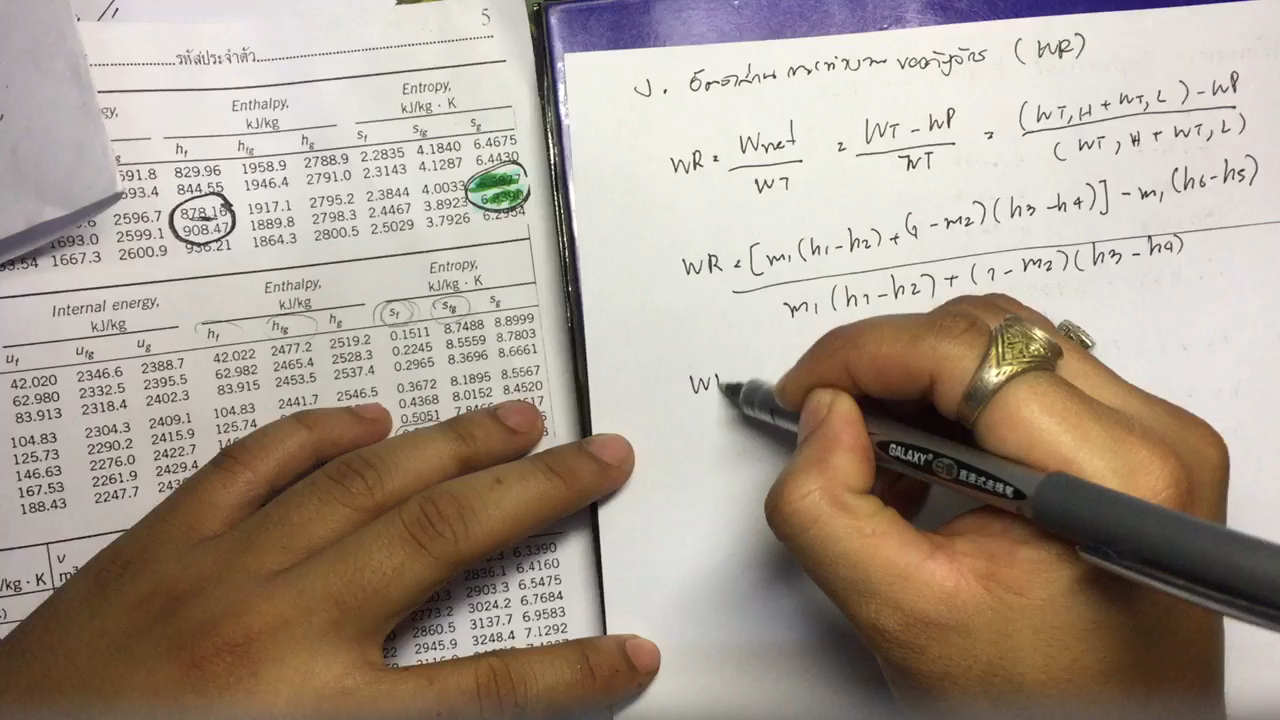 5
รหัสประจำตัว
Enthalpy,
kJ/kg
Entropy,
kJ/kg · K
hf hfg hg sf sfg sg
591.8 829.96 1958.9 2788.9 2.2835 4.1840 6.4675
593.4 844.55 1946.4 2791.0 2.3143 4.1287 6.4430
2596.7 878.16 1917.1 2795.2 2.3844 4.0033
1693.0 2599.1 908.47 1889.8 2798.3 2.4467 3.8923
53.54 1667.3 2600.9 936.21 1864.3 2800.5 2.5029 3.7926 6.2954
Internal energy,
kJ/kg
Enthalpy,
kJ/kg
Entropy,
kJ/kg · K
uf ufg ug hf hfg hg sf sfg sg
42.020 2346.6 2388.7 42.022 2477.2 2519.2 0.1511 8.7488 8.8999
62.980 2332.5 2395.5 62.982 2465.4 2528.3 0.2245 8.5559 8.7803
83.913 2318.4 2402.3 83.915 2453.5 2537.4 0.2965 8.3696 8.6661
104.83 2304.3 2409.1 104.83 2441.7 2546.5 0.3672 8.1895 8.5567
125.73 2290.2 2415.9 125.74 0.4368 8.0152 8.4520
146.63 2276.0 2422.7 0.5051
167.53 2261.9 2429.4
188.43 2247.7
/kg · K
v
6.3390
2836.1 6.4160
2903.3 6.5475
2773.2 3024.2 6.7684
2860.5 3137.7 6.9583
2945.9 3248.4 7.1292
(WR)
WR = Wnet / WT = WT - WP / WT = (WT,H + WT,L) - WP / (WT,H + WT,L)
WR = [m1(h1-h2) + (1-m2)(h3-h4)] - m1(h6-h5)
m1(h1-h2) + (1-m2)(h3-h4)
GALAXY 直液式走珠笔